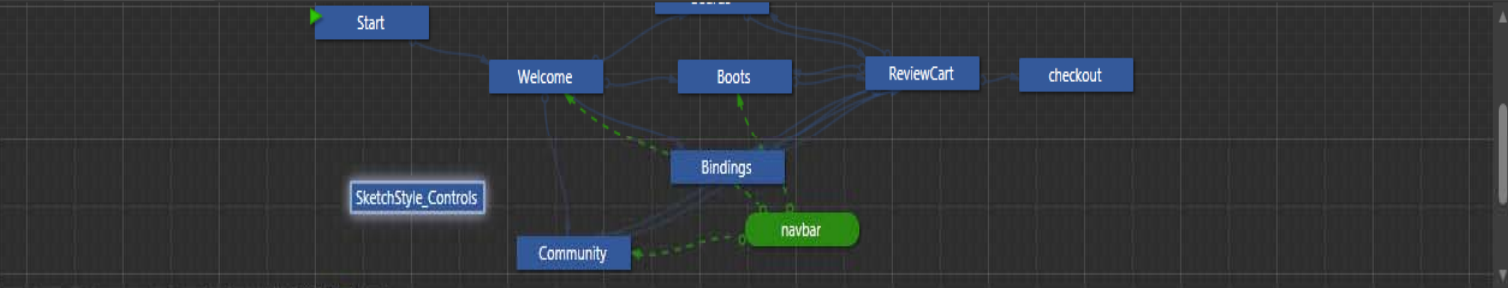 Start
Welcome
Boots
ReviewCart
checkout
Bindings
SketchStyle_Controls
navbar
Community